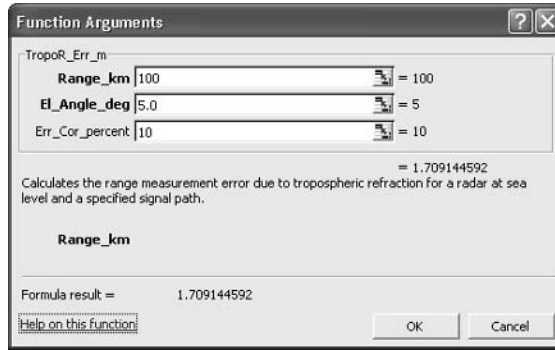 Function Arguments
TropoR_Err_m
Range_km 100 = 100
El_Angle_deg 5.0 = 5
Err_Cor_percent 10 = 10
= 1.709144592
Calculates the range measurement error due to tropospheric refraction for a radar at sea
level and a specified signal path.
Range_km
Formula result = 1.709144592
Help on this function OK Cancel